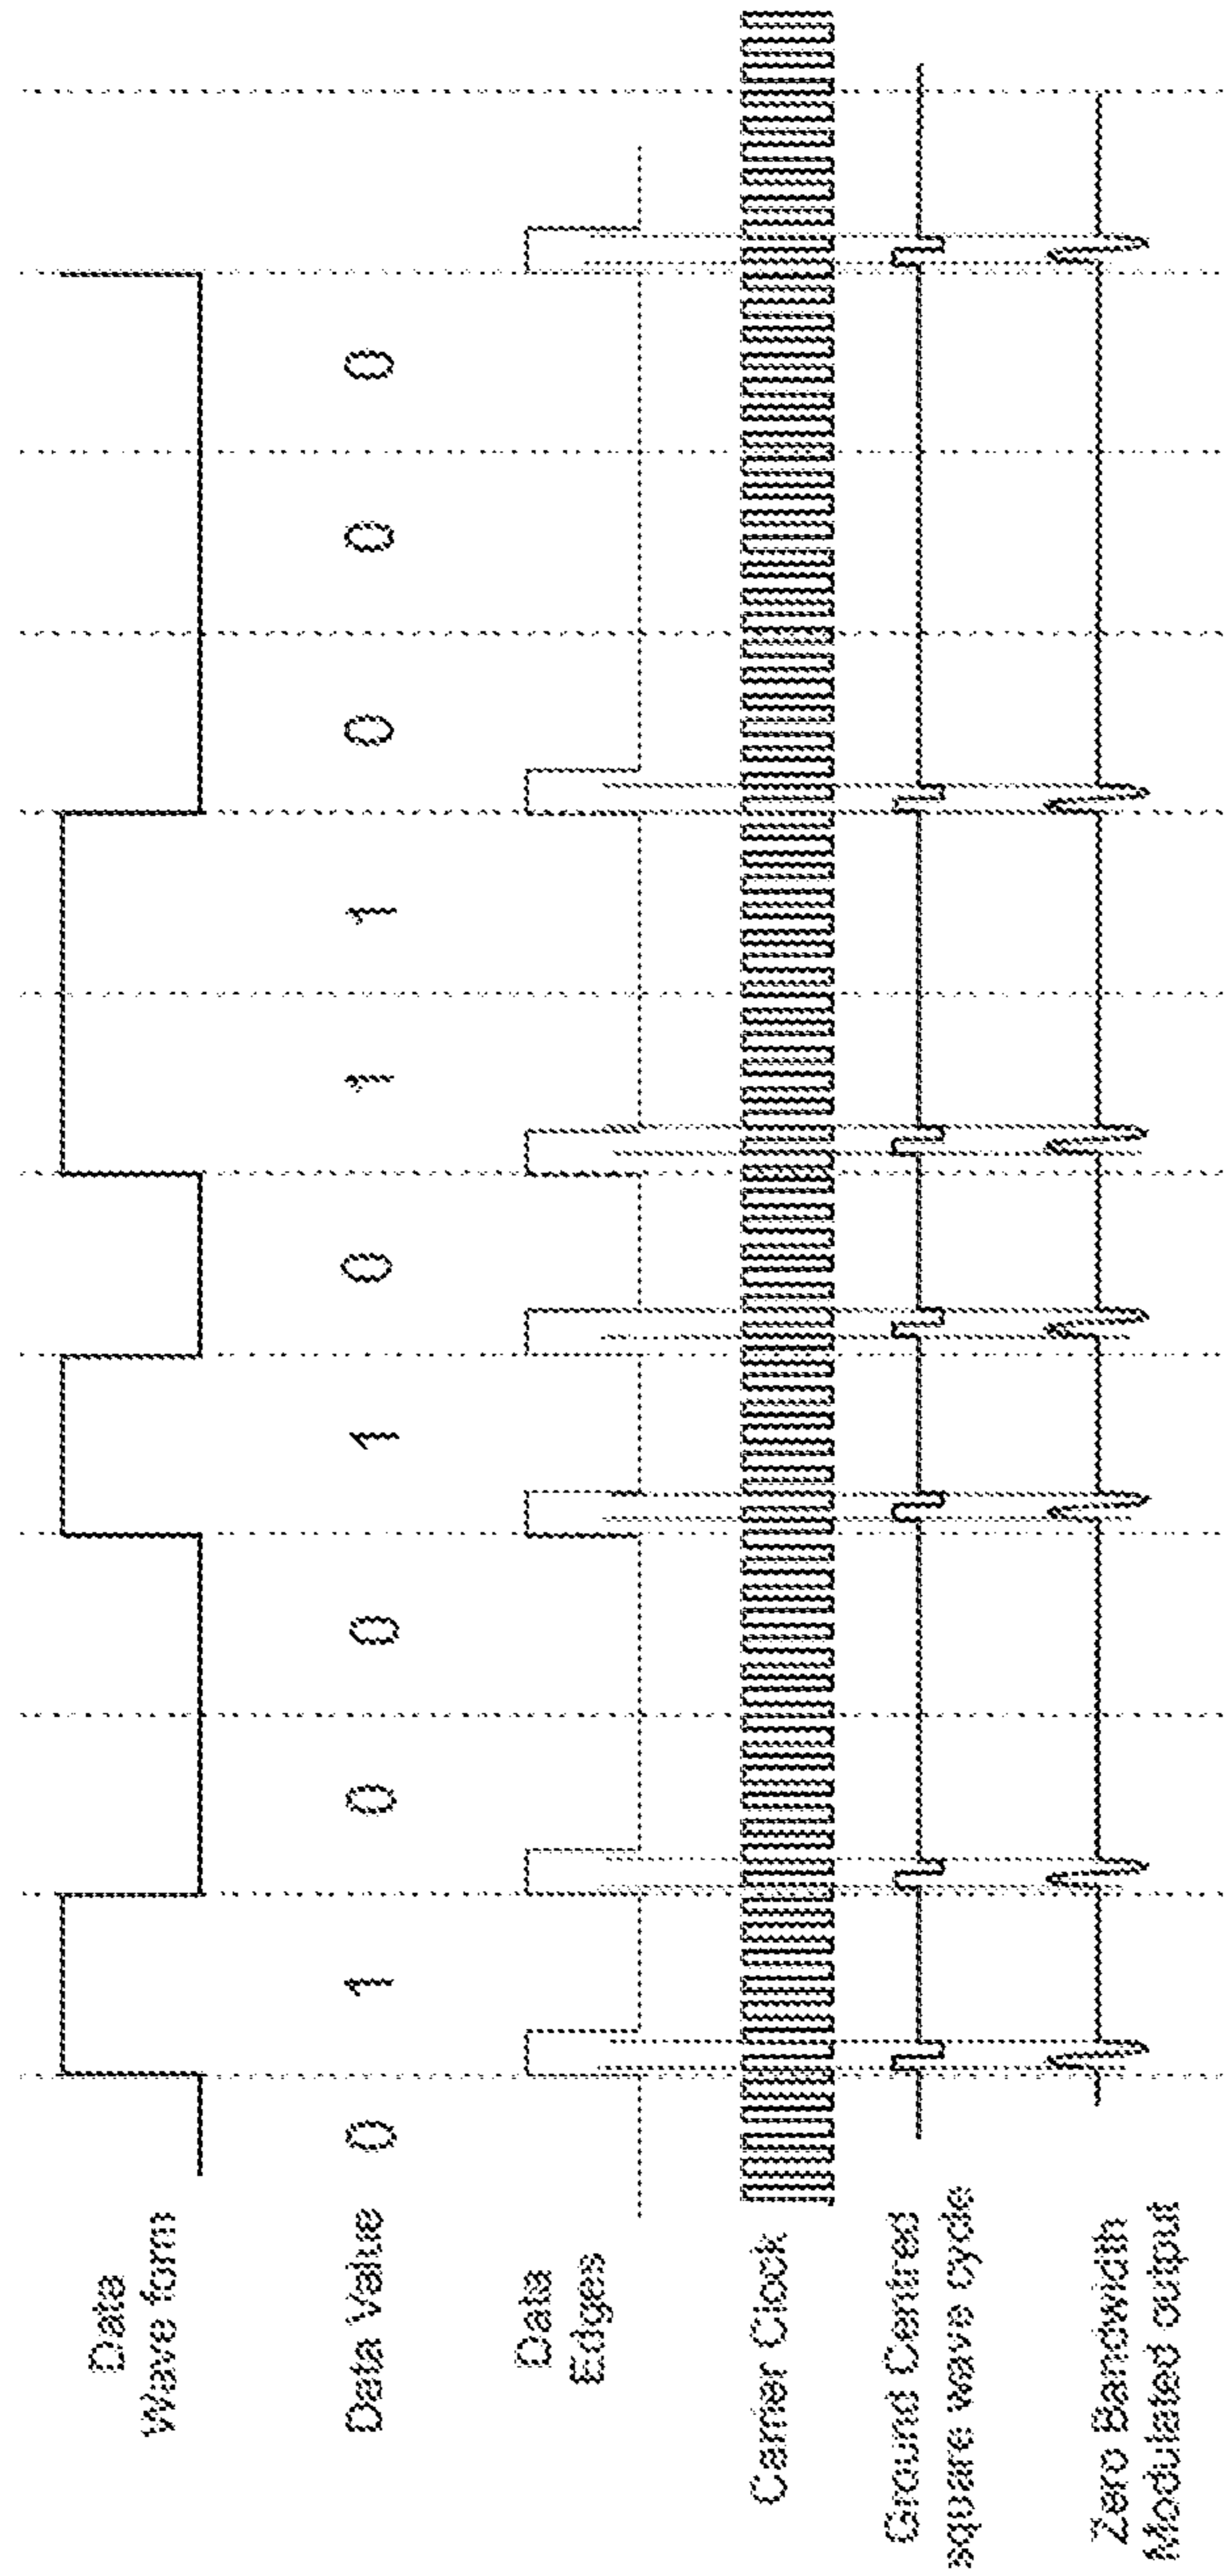 Data
Wave form
Data Value 0 1 0 0 1 0 1 1 0 0 0
Data
Edges
Carrier Clock
Ground Centred
square wave cycle
Zero Bandwidth
Modulated output